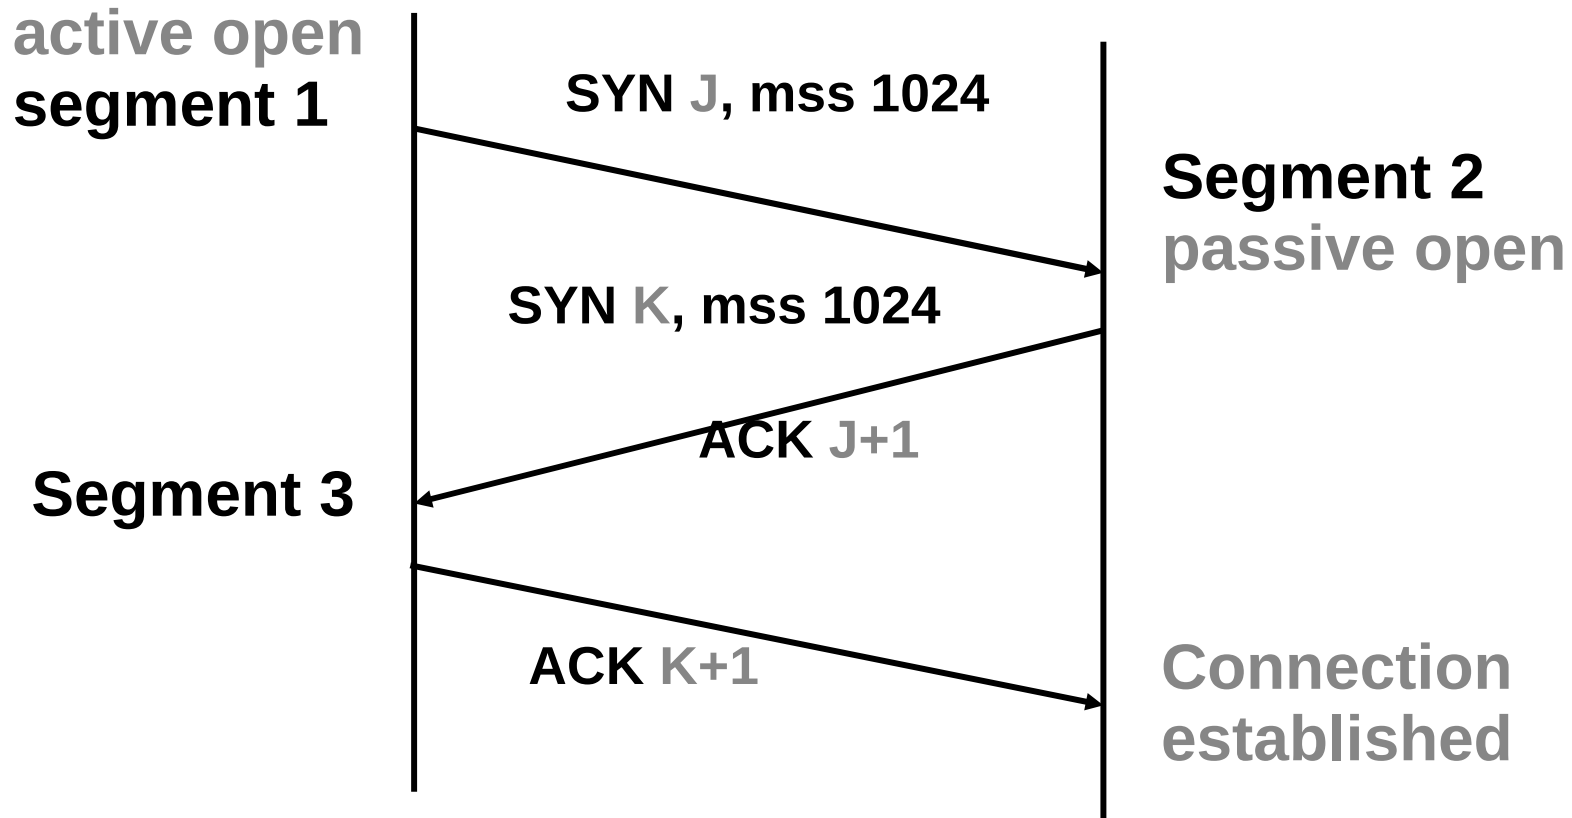 active open
segment 1
SYN J, mss 1024
Segment 2
passive open
SYN K, mss 1024
ACK J+1
Segment 3
ACK K+1
Connection
established